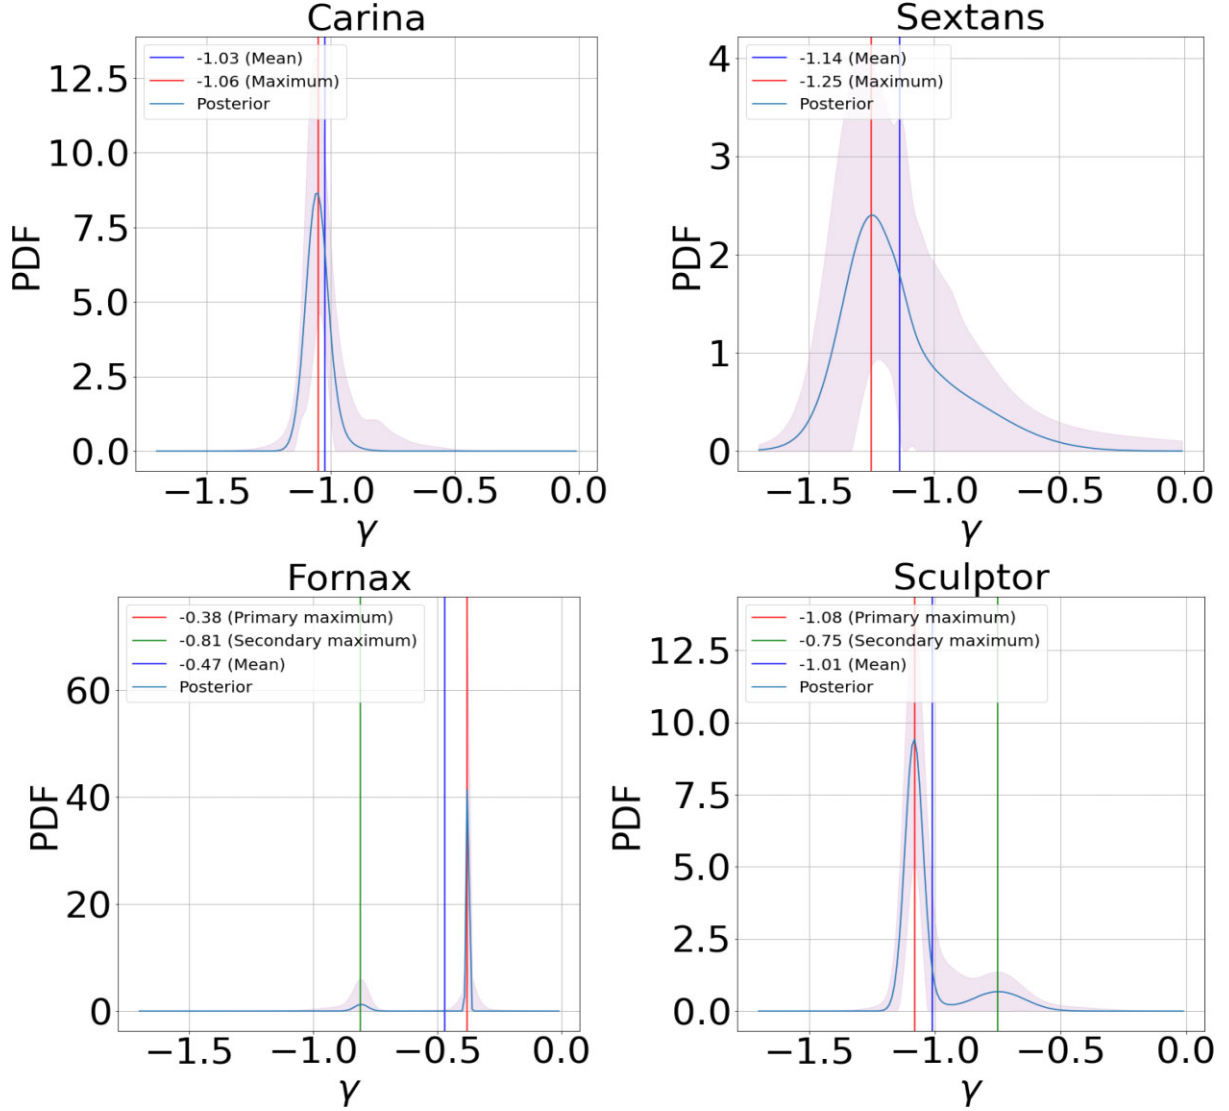 Carina
-1.03 (Mean)
-1.06 (Maximum)
Posterior
12.5
10.0
7.5
5.0
2.5
0.0
PDF
−1.5 −1.0 −0.5 0.0
γ
Sextans
-1.14 (Mean)
-1.25 (Maximum)
Posterior
4
3
2
1
0
PDF
−1.5 −1.0 −0.5 0.0
γ
Fornax
-0.38 (Primary maximum)
-0.81 (Secondary maximum)
-0.47 (Mean)
Posterior
60
40
20
0
PDF
−1.5 −1.0 −0.5 0.0
γ
Sculptor
-1.08 (Primary maximum)
-0.75 (Secondary maximum)
-1.01 (Mean)
Posterior
12.5
10.0
7.5
5.0
2.5
0.0
PDF
−1.5 −1.0 −0.5 0.0
γ